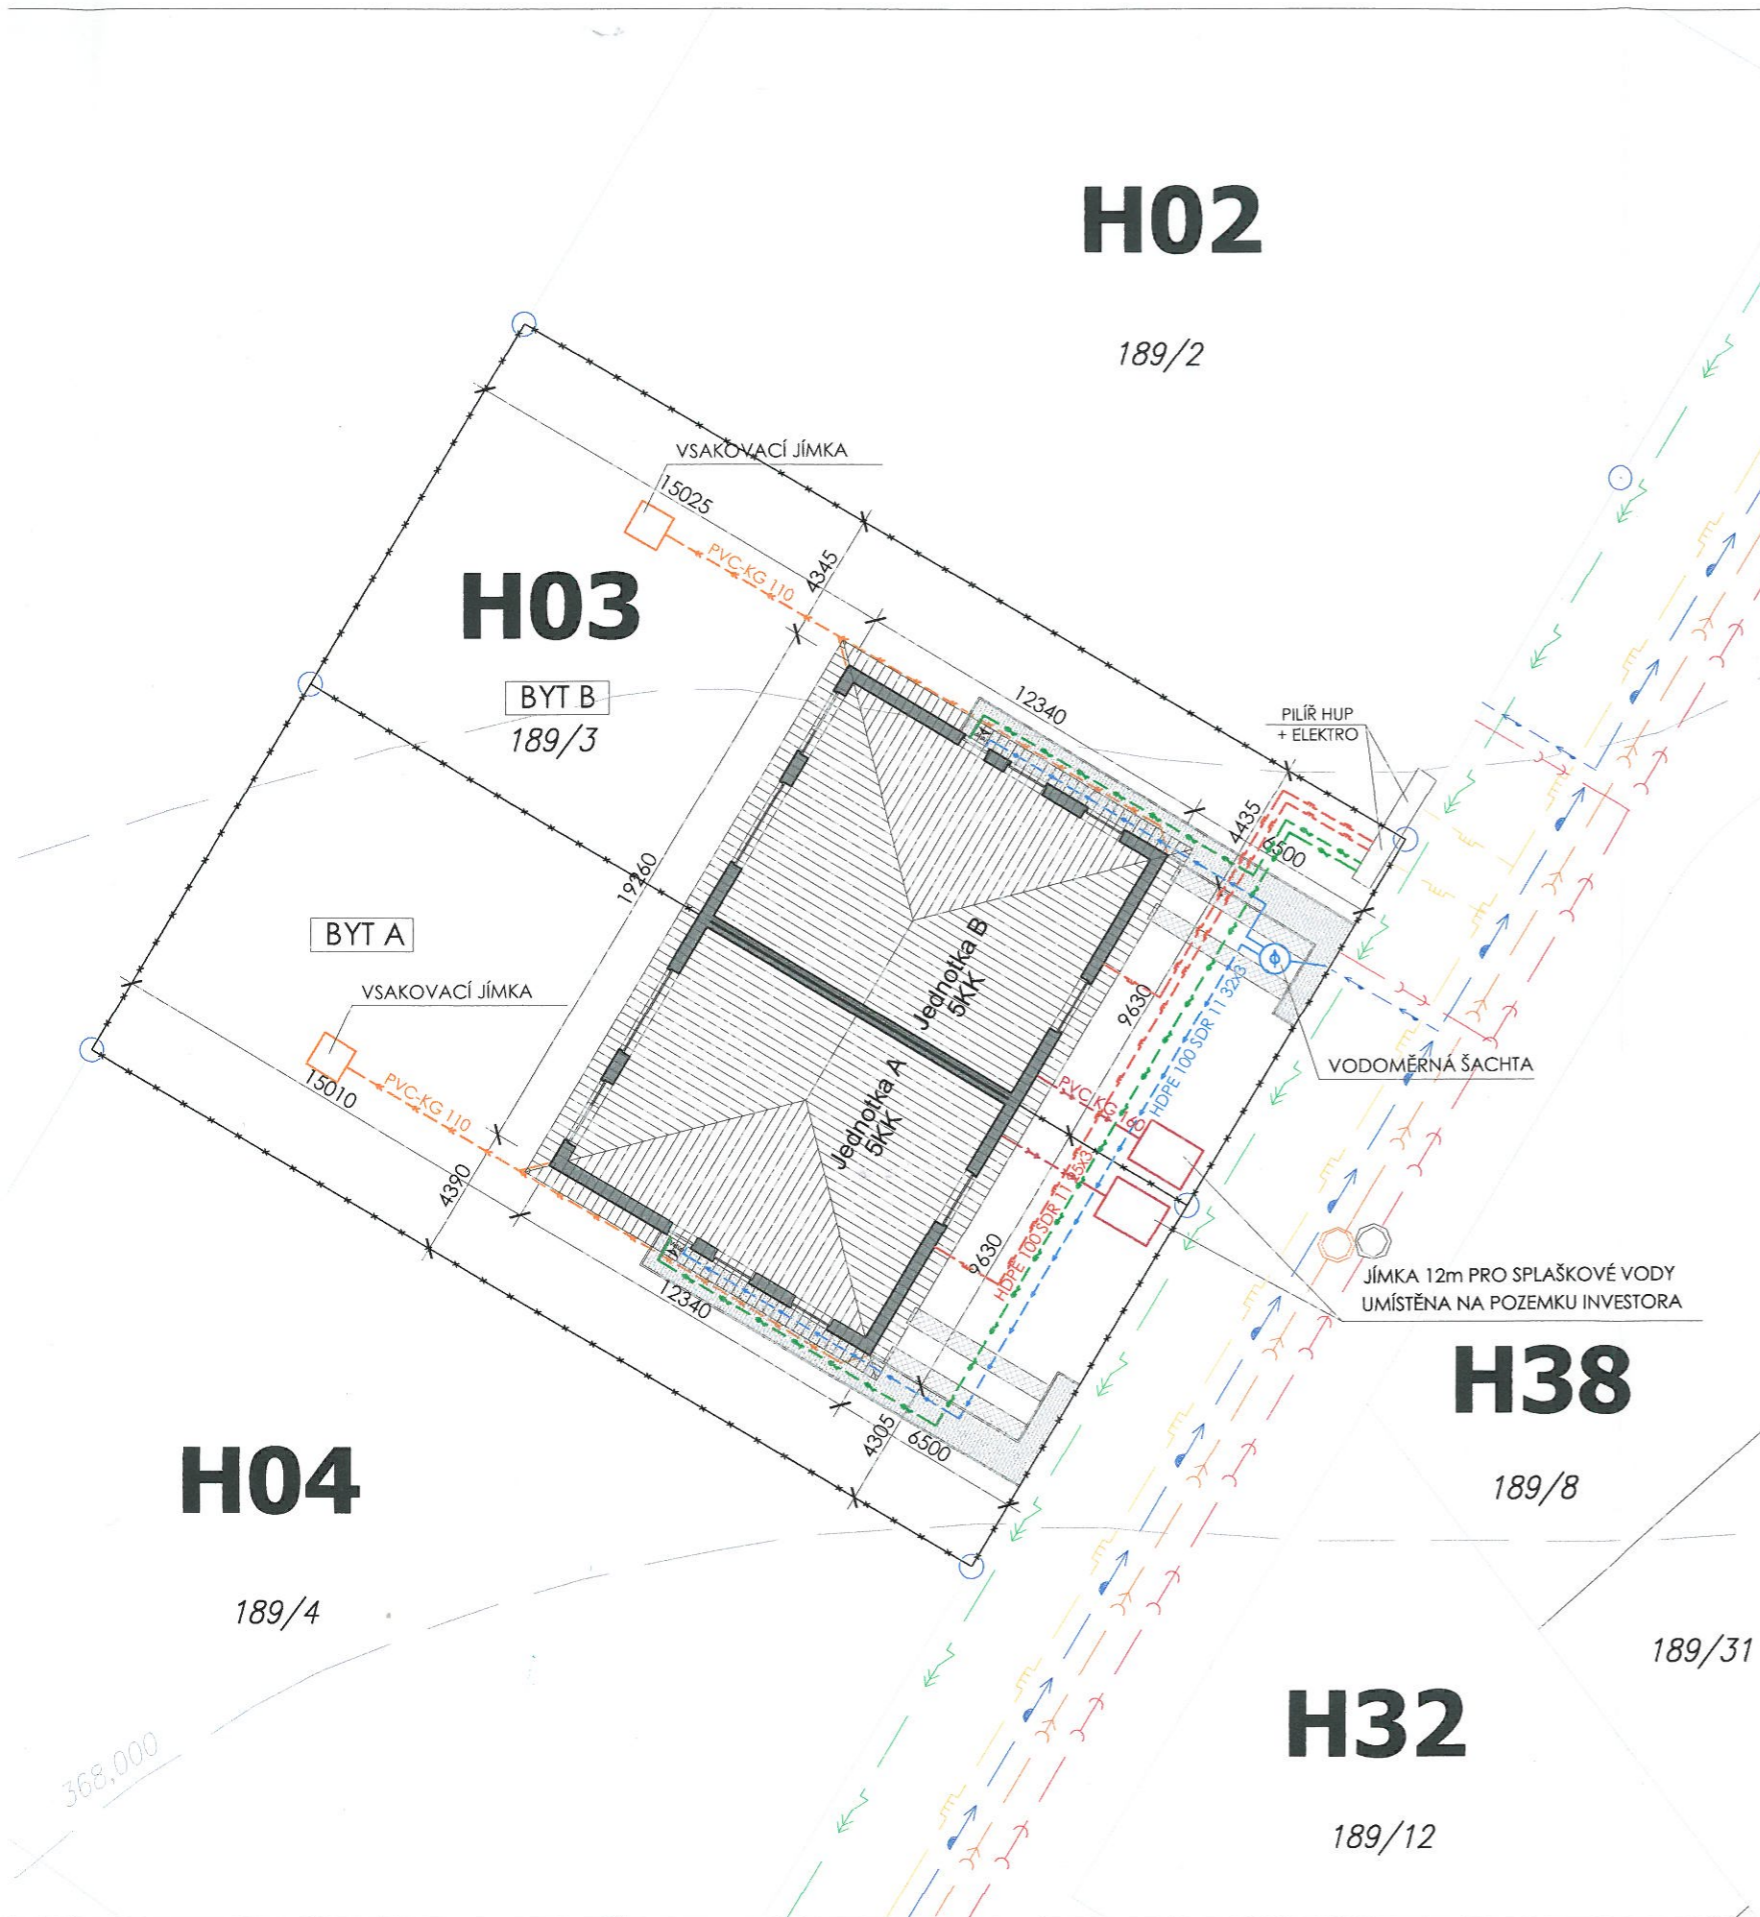 H02
189/2
VSAKOVACÍ JÍMKA
15025
PVC-KG 110
4345
H03
BYT B
189/3
12340
PILÍŘ HUP
+ ELEKTRO
4435
6500
19260
BYT A
VSAKOVACÍ JÍMKA
15010
PVC-KG 110
Jednotka B
5KK
9630
HDPE 100 SDR 11 32x3
VODOMĚRNÁ ŠACHTA
PVC KG 160
Jednotka A
5KK
4390
9630
HDPE 100 SDR 11
12340
JÍMKA 12m PRO SPLAŠKOVÉ VODY
UMÍSTĚNA NA POZEMKU INVESTORA
4305
6500
H38
189/8
H04
189/4
189/31
H32
189/12
368,000